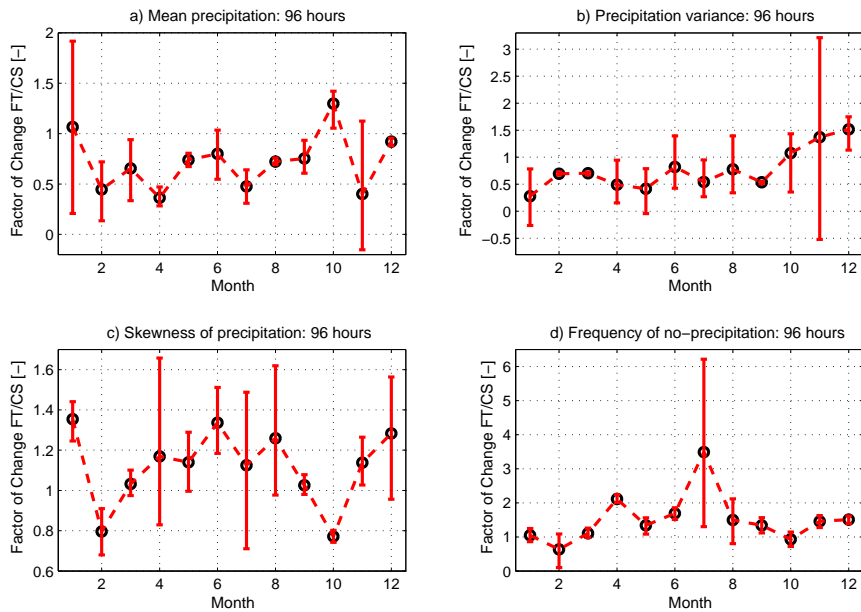 a) Mean precipitation: 96 hours
2
1.5
1
0.5
0
Factor of Change FT/CS [-]
2 4 6 8 10 12
Month
b) Precipitation variance: 96 hours
3
2.5
2
1.5
1
0.5
0
−0.5
Factor of Change FT/CS [-]
2 4 6 8 10 12
Month
c) Skewness of precipitation: 96 hours
1.6
1.4
1.2
1
0.8
0.6
Factor of Change FT/CS [-]
2 4 6 8 10 12
Month
d) Frequency of no−precipitation: 96 hours
6
5
4
3
2
1
0
Factor of Change FT/CS [-]
2 4 6 8 10 12
Month